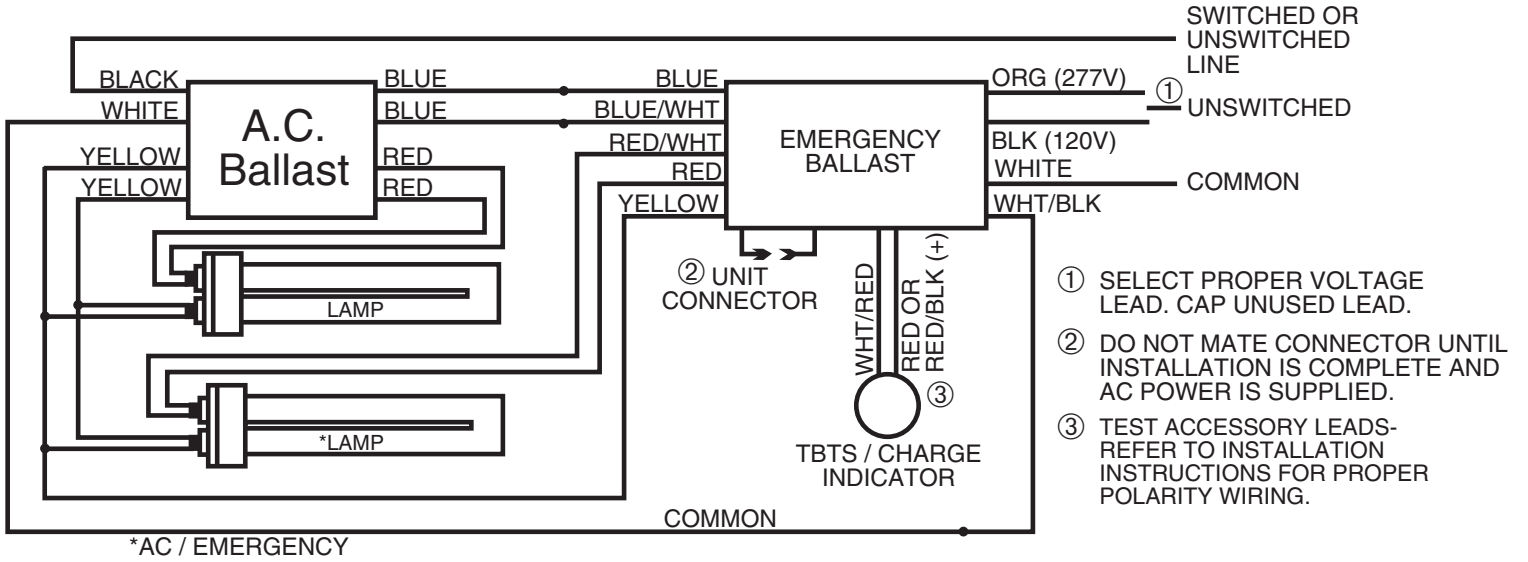 SWITCHED OR
UNSWITCHED
LINE
BLACK
WHITE
YELLOW
YELLOW
A.C.
Ballast
BLUE
BLUE
RED
RED
BLUE
BLUE/WHT
RED/WHT
RED
YELLOW
EMERGENCY
BALLAST
ORG (277V)
① UNSWITCHED
BLK (120V)
WHITE
COMMON
WHT/BLK
LAMP
*LAMP
② UNIT
CONNECTOR
WHT/RED
RED OR
RED/BLK (+)
③
TBTS / CHARGE
INDICATOR
① SELECT PROPER VOLTAGE
LEAD. CAP UNUSED LEAD.
② DO NOT MATE CONNECTOR UNTIL
INSTALLATION IS COMPLETE AND
AC POWER IS SUPPLIED.
③ TEST ACCESSORY LEADS-
REFER TO INSTALLATION
INSTRUCTIONS FOR PROPER
POLARITY WIRING.
COMMON
*AC / EMERGENCY